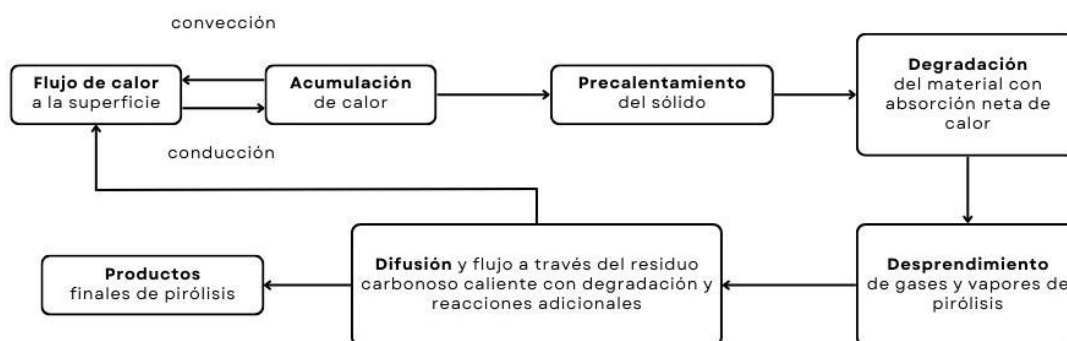 convección
Flujo de calor
a la superficie
Acumulación
de calor
Precalentamiento
del sólido
Degradación
del material con
absorción neta de
calor
conducción
Productos
finales de pirólisis
Difusión y flujo a través del residuo
carbonoso caliente con degradación y
reacciones adicionales
Desprendimiento
de gases y vapores de
pirólisis